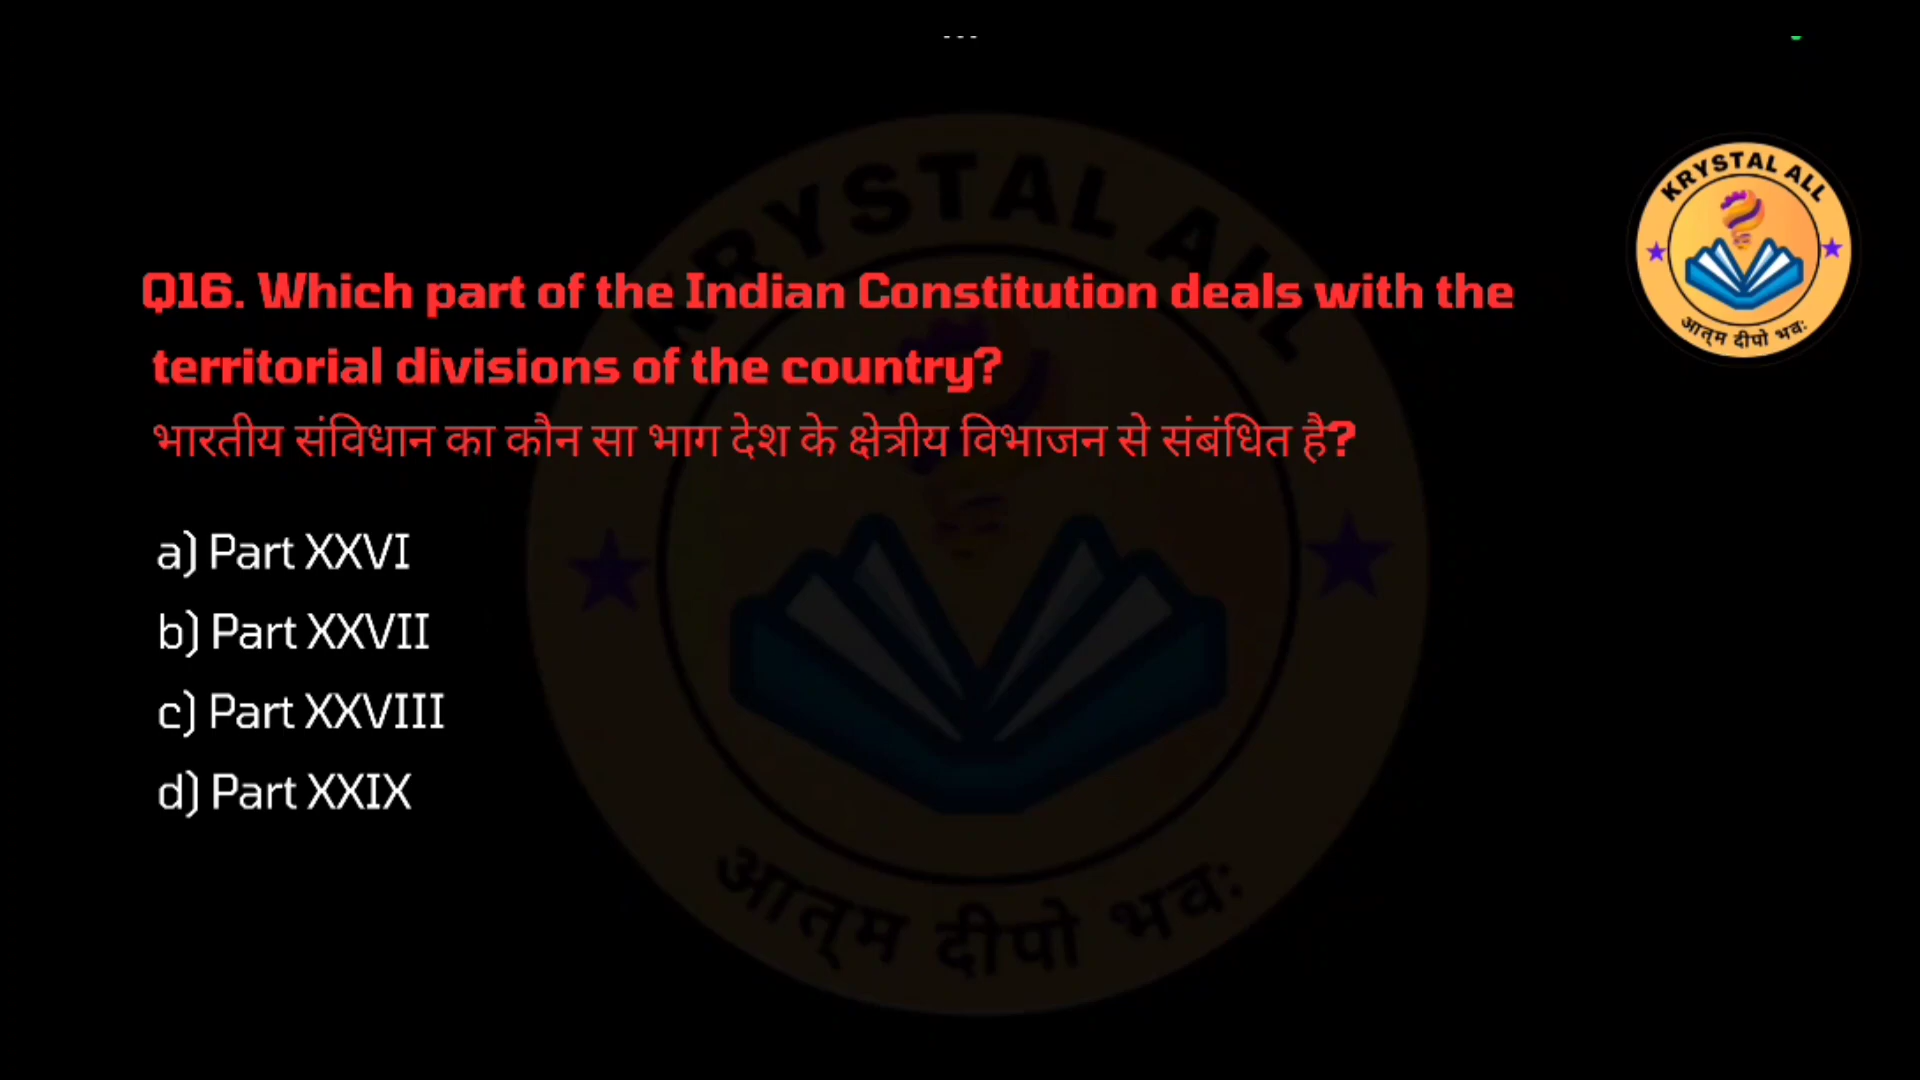 KRYSTAL ALL
आत्म दीपो भवः
Q16. Which part of the Indian Constitution deals with the
territorial divisions of the country?
भारतीय संविधान का कौन सा भाग देश के क्षेत्रीय विभाजन से संबंधित है?
a) Part XXVI
b) Part XXVII
c) Part XXVIII
d) Part XXIX
KRYSTAL ALL
आत्म दीपो भवः